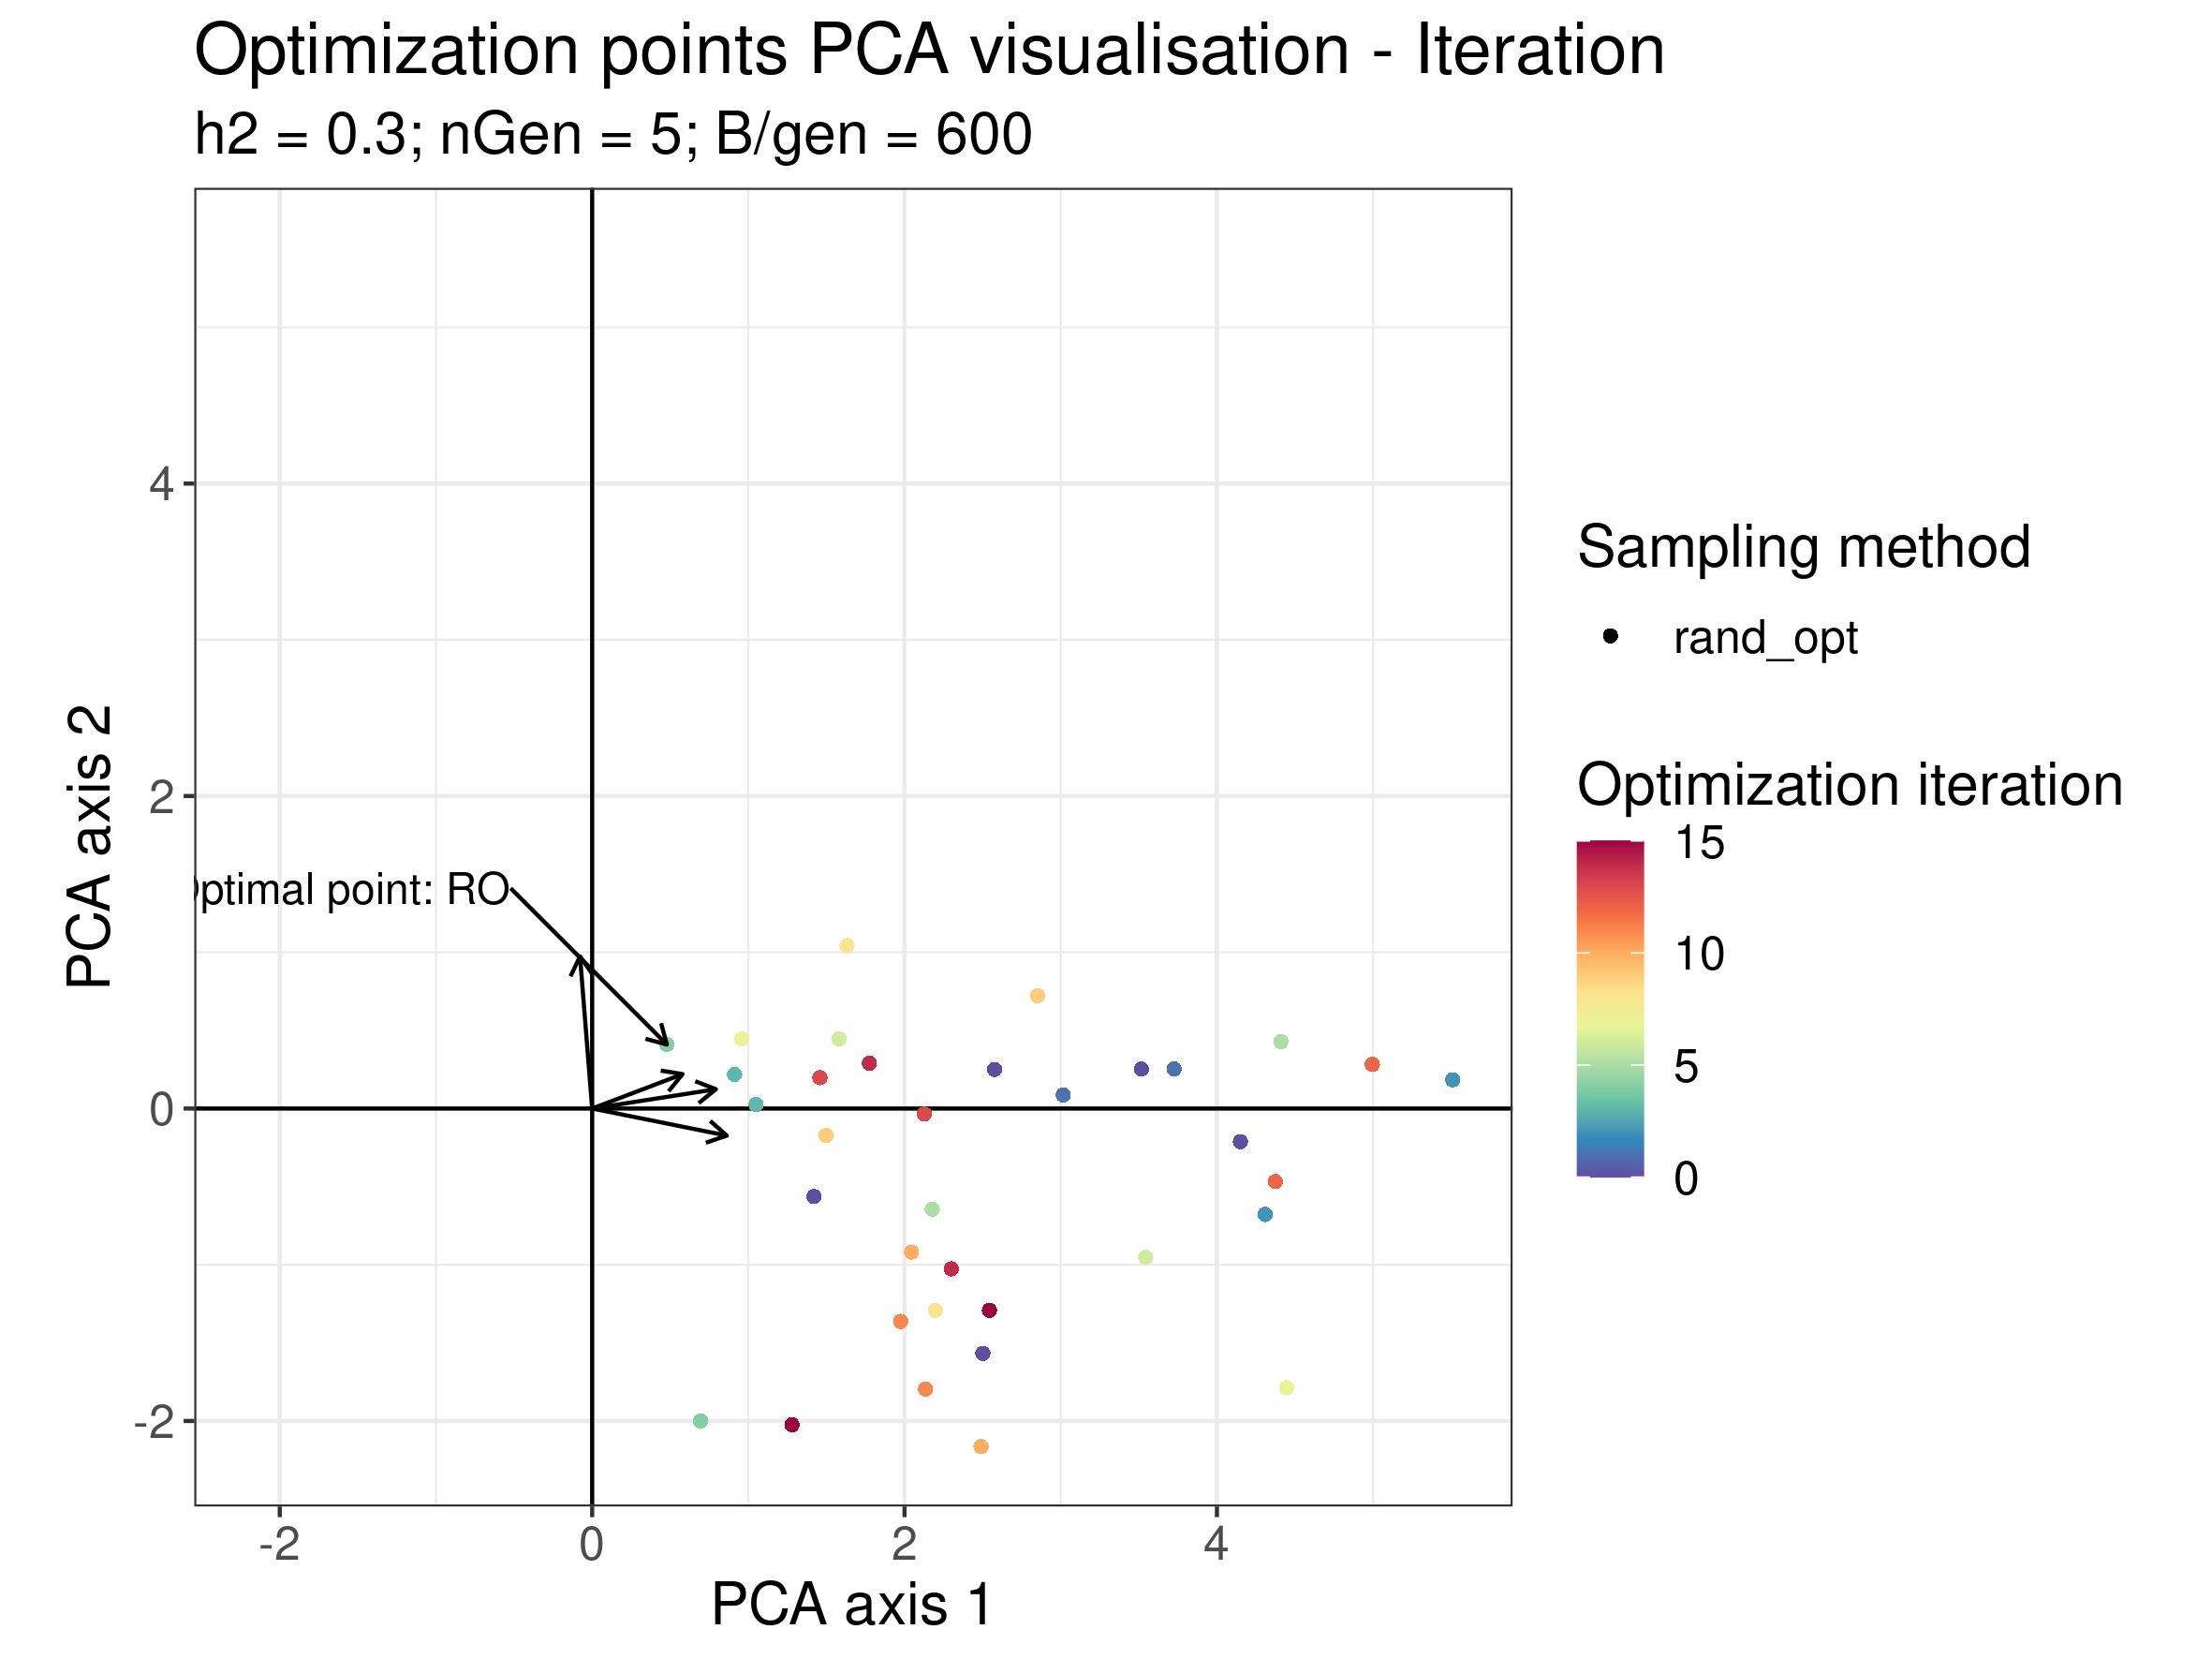 Optimization points PCA visualisation - Iteration
h2 = 0.3; nGen = 5; B/gen = 600
4
2
0
-2
PCA axis 2
ptimal point: RO
-2
0
2
4
PCA axis 1
Sampling method
rand_opt
Optimization iteration
15
10
5
0